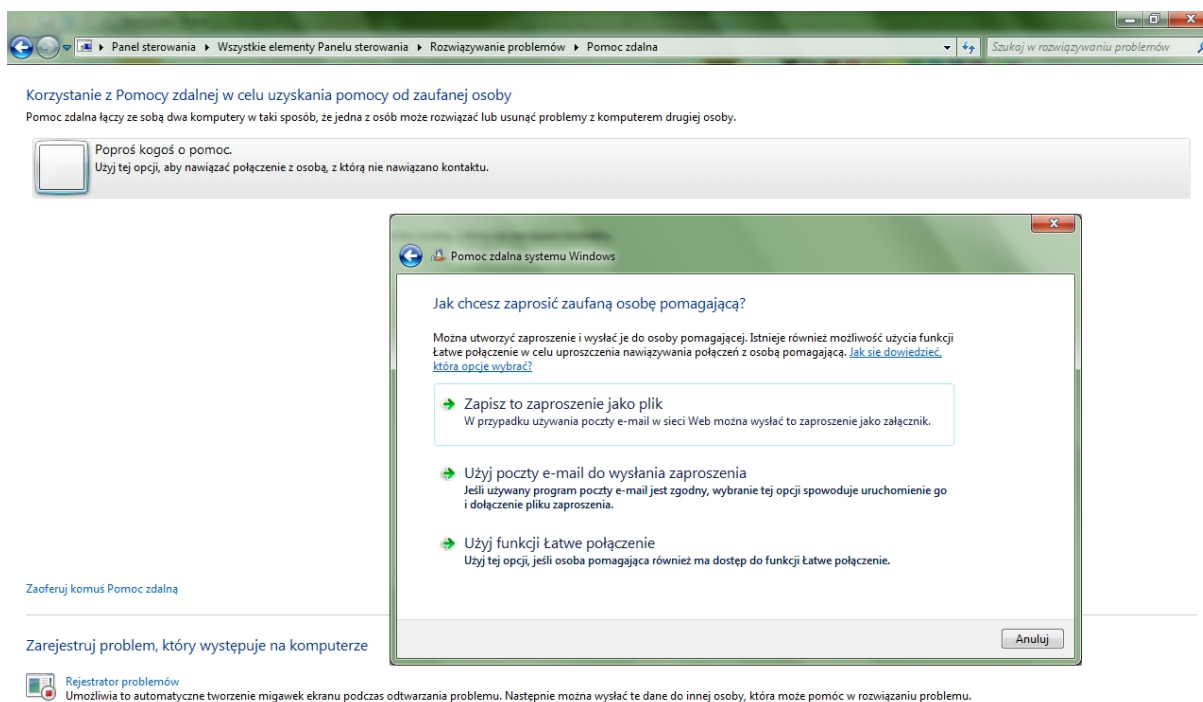 Panel sterowania ▸ Wszystkie elementy Panelu sterowania ▸ Rozwiązywanie problemów ▸ Pomoc zdalna
Szukaj w rozwiązywaniu problemów
Korzystanie z Pomocy zdalnej w celu uzyskania pomocy od zaufanej osoby
Pomoc zdalna łączy ze sobą dwa komputery w taki sposób, że jedna z osób może rozwiązać lub usunąć problemy z komputerem drugiej osoby.
Poproś kogoś o pomoc.
Użyj tej opcji, aby nawiązać połączenie z osobą, z którą nie nawiązano kontaktu.
Pomoc zdalna systemu Windows
Jak chcesz zaprosić zaufaną osobę pomagającą?
Można utworzyć zaproszenie i wysłać je do osoby pomagającej. Istnieje również możliwość użycia funkcji
Łatwe połączenie w celu uproszczenia nawiązywania połączeń z osobą pomagającą. Jak się dowiedzieć,
którą opcję wybrać?
Zapisz to zaproszenie jako plik
W przypadku używania poczty e-mail w sieci Web można wysłać to zaproszenie jako załącznik.
Użyj poczty e-mail do wysłania zaproszenia
Jeśli używany program poczty e-mail jest zgodny, wybranie tej opcji spowoduje uruchomienie go
i dołączenie pliku zaproszenia.
Użyj funkcji Łatwe połączenie
Użyj tej opcji, jeśli osoba pomagająca również ma dostęp do funkcji Łatwe połączenie.
Anuluj
Zaoferuj komuś Pomoc zdalną
Zarejestruj problem, który występuje na komputerze
Rejestrator problemów
Umożliwia to automatyczne tworzenie migawek ekranu podczas odtwarzania problemu. Następnie można wysłać te dane do innej osoby, która może pomóc w rozwiązaniu problemu.